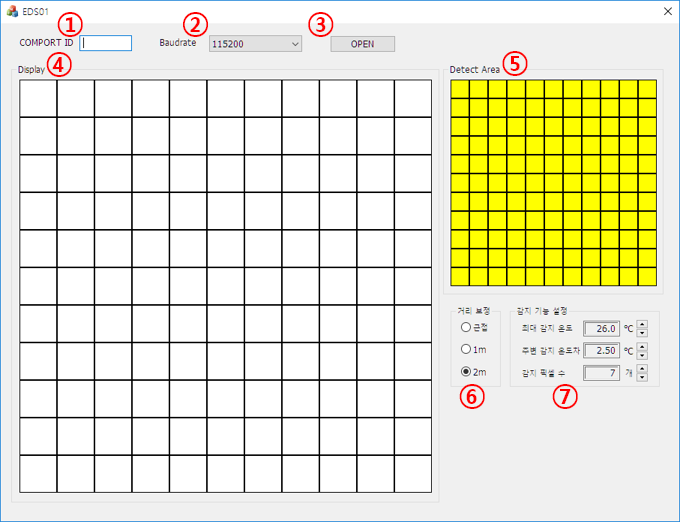 EDS01
① ② ③
COMPORT ID Baudrate 115200 OPEN
④ ⑤
Display Detect Area
거리 보정 감지 기능 설정
근접 최대 감지 온도 26.0 ℃
1m 주변 감지 온도차 2.50 ℃
2m 감지 픽셀 수 7 개
⑥ ⑦